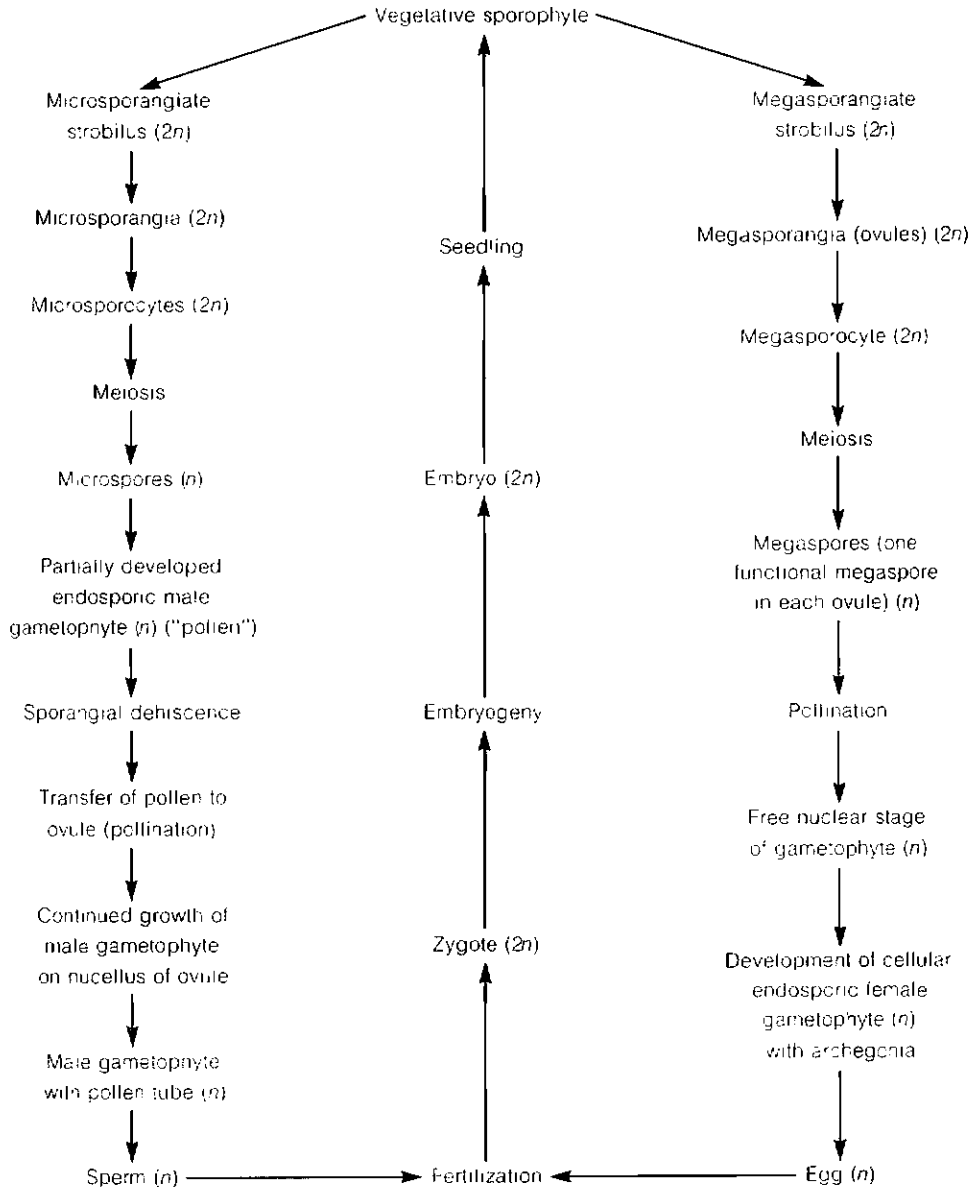 Vegetative sporophyte
Microsporangiate
strobilus (2n)
Microsporangia (2n)
Microsporocytes (2n)
Meiosis
Microspores (n)
Partially developed
endosporic male
gametophyte (n) ("pollen")
Sporangial dehiscence
Transfer of pollen to
ovule (pollination)
Continued growth of
male gametophyte
on nucellus of ovule
Male gametophyte
with pollen tube (n)
Sperm (n)
Seedling
Embryo (2n)
Embryogeny
Zygote (2n)
Fertilization
Megasporangiate
strobilus (2n)
Megasporangia (ovules) (2n)
Megasporocyte (2n)
Meiosis
Megaspores (one
functional megaspore
in each ovule) (n)
Pollination
Free nuclear stage
of gametophyte (n)
Development of cellular
endosporic female
gametophyte (n)
with archegonia
Egg (n)